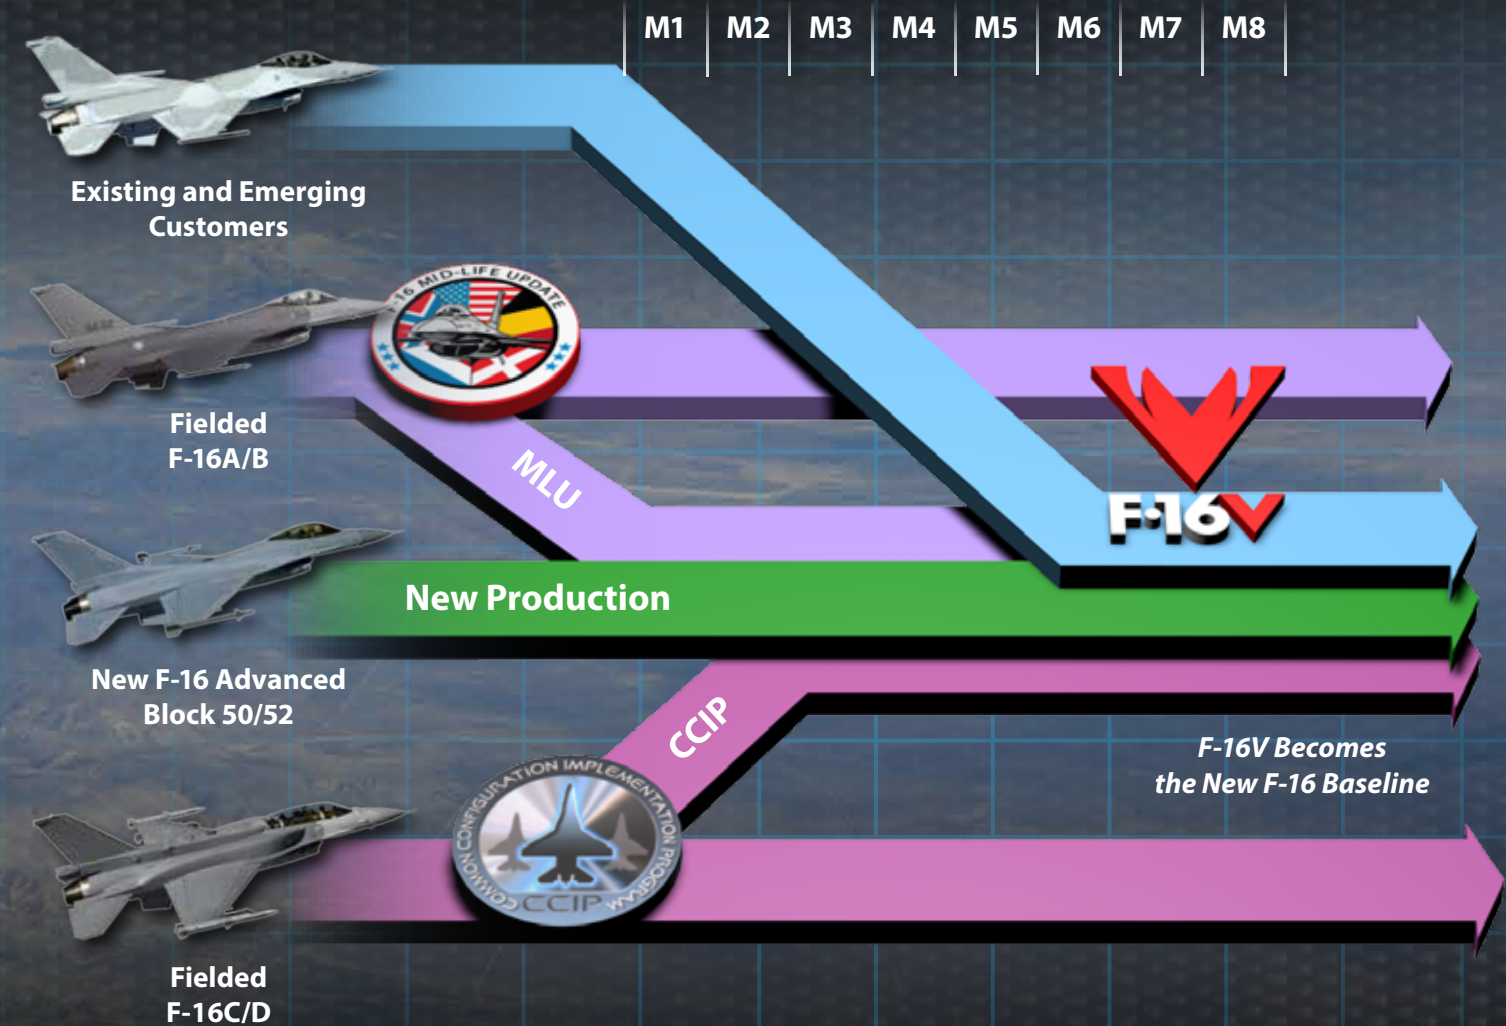 M1 M2 M3 M4 M5 M6 M7 M8
Existing and Emerging
Customers
F-16 MID-LIFE UPDATE
Fielded
F-16A/B
MLU
F-16V
New Production
New F-16 Advanced
Block 50/52
CCIP
F-16V Becomes
the New F-16 Baseline
COMMON CONFIGURATION IMPLEMENTATION PROGRAM
CCIP
Fielded
F-16C/D